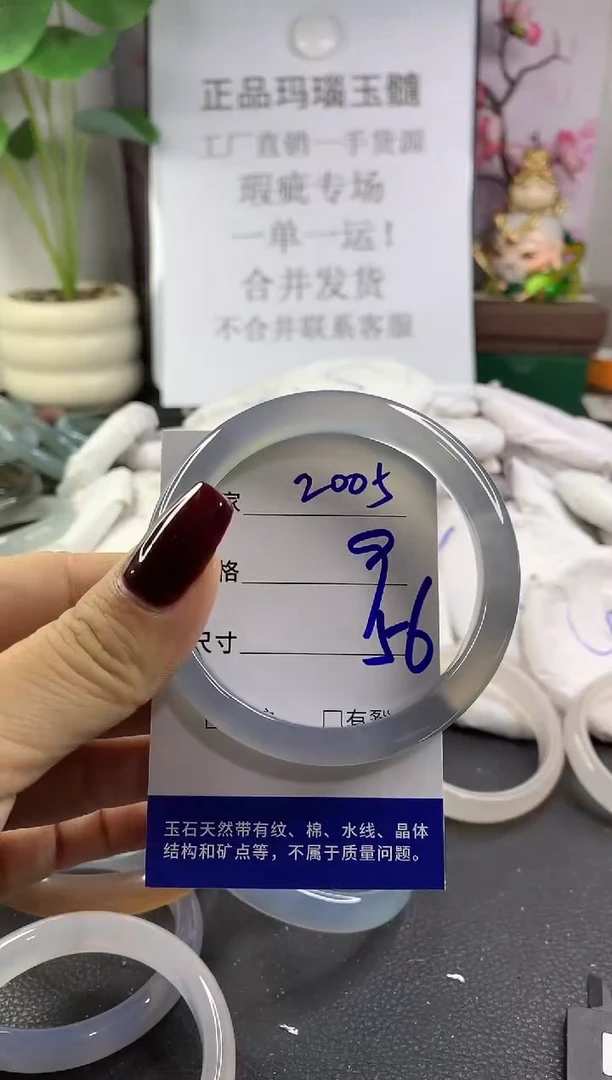 正品玛瑙玉髓
工厂直销一手货源
瑕疵专场
一单一运！
合并发货
不合并联系客服
家 2005
格 9
尺寸 56
□有裂
玉石天然带有纹、棉、水线、晶体
结构和矿点等，不属于质量问题。